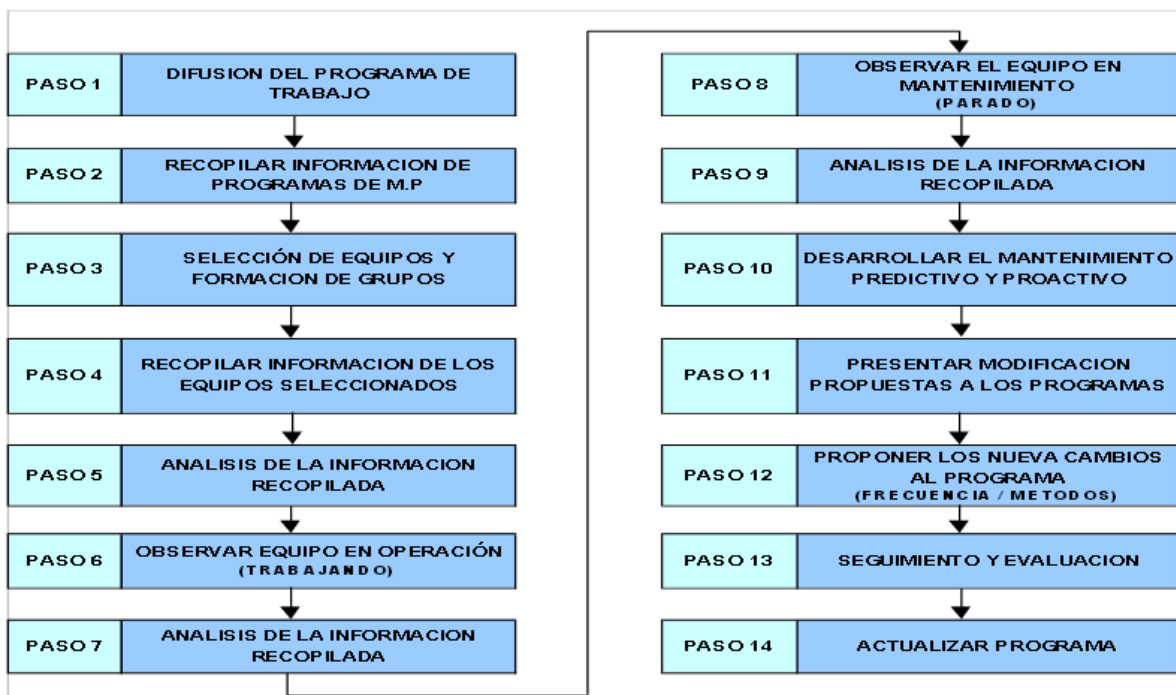 PASO 1
DIFUSION DEL PROGRAMA DE
TRABAJO
PASO 2
RECOPILAR INFORMACION DE
PROGRAMAS DE M.P
PASO 3
SELECCIÓN DE EQUIPOS Y
FORMACION DE GRUPOS
PASO 4
RECOPILAR INFORMACION DE LOS
EQUIPOS SELECCIONADOS
PASO 5
ANALISIS DE LA INFORMACION
RECOPILADA
PASO 6
OBSERVAR EQUIPO EN OPERACIÓN
(TRABAJANDO)
PASO 7
ANALISIS DE LA INFORMACION
RECOPILADA
PASO 8
OBSERVAR EL EQUIPO EN
MANTENIMIENTO
(PARADO)
PASO 9
ANALISIS DE LA INFORMACION
RECOPILADA
PASO 10
DESARROLLAR EL MANTENIMIENTO
PREDICTIVO Y PROACTIVO
PASO 11
PRESENTAR MODIFICACION
PROPUESTAS A LOS PROGRAMAS
PASO 12
PROPONER LOS NUEVA CAMBIOS
AL PROGRAMA
(FRECUENCIA / METODOS)
PASO 13
SEGUIMIENTO Y EVALUACION
PASO 14
ACTUALIZAR PROGRAMA